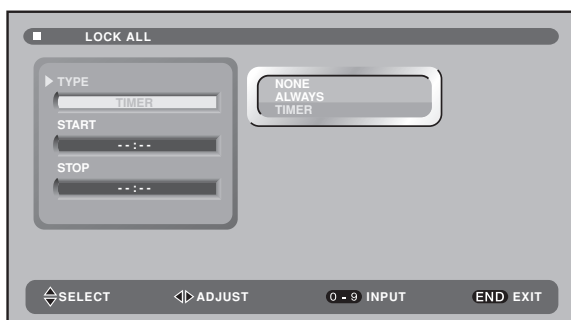 LOCK ALL
TYPE
TIMER
START
--:--
STOP
--:--
NONE
ALWAYS
TIMER
SELECT ADJUST 0-9 INPUT END EXIT